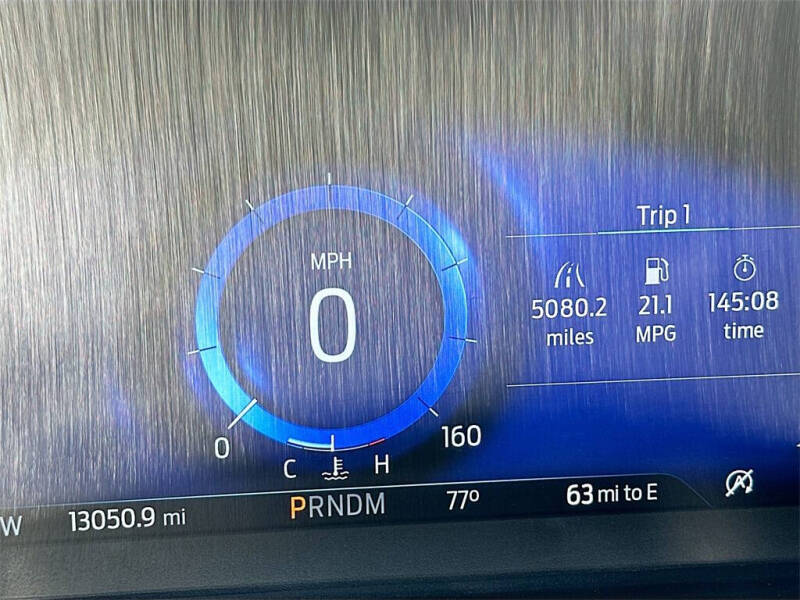 Trip 1
MPH
0
5080.2 21.1 145:08
miles MPG time
0 160
C H
W 13050.9 mi PRNDM 77º 63 mi to E A